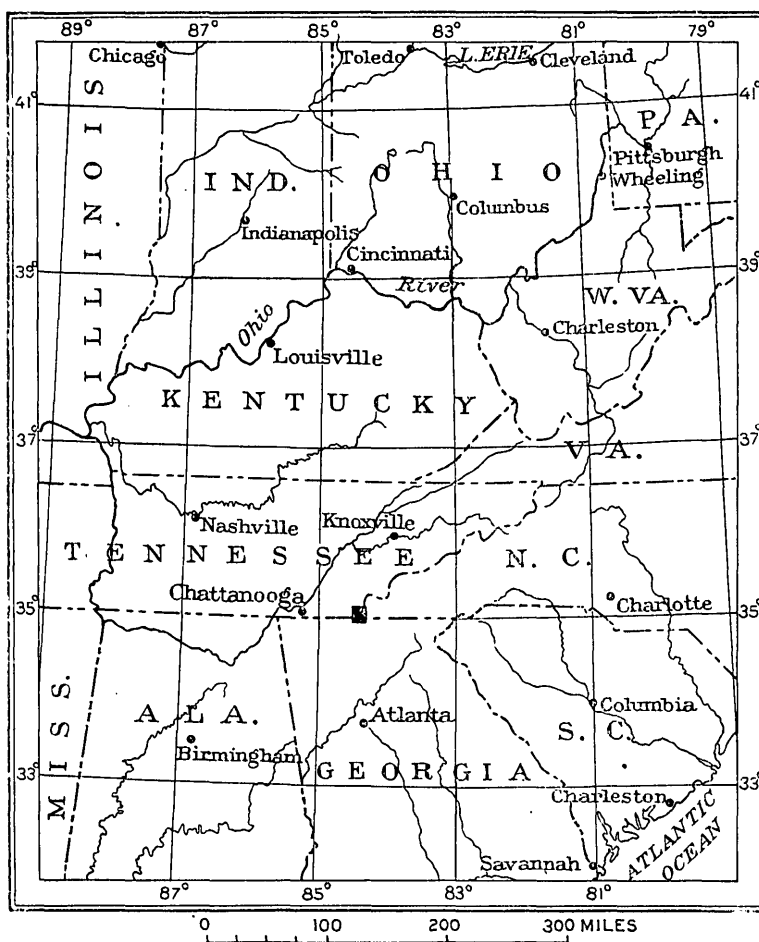 89° 87° 85° 83° 81° 79°
Chicago Toledo L. ERIE Cleveland
41° 41°
P A.
Pittsburgh
Wheeling
ILLINOIS
IND. OHIO
Columbus
Indianapolis
Cincinnati
39° 39°
River
W. VA.
Ohio
Charleston
Louisville
KENTUCKY
37° 37°
V A.
Nashville Knoxville
TENNESSEE N. C.
Chattanooga
Charlotte
35° 35°
MISS.
ALA.
Columbia
Atlanta
S. C.
Birmingham
GEORGIA
33° 33°
Charleston
ATLANTIC
OCEAN
Savannah
87° 85° 83° 81°
0 100 200 300 MILES